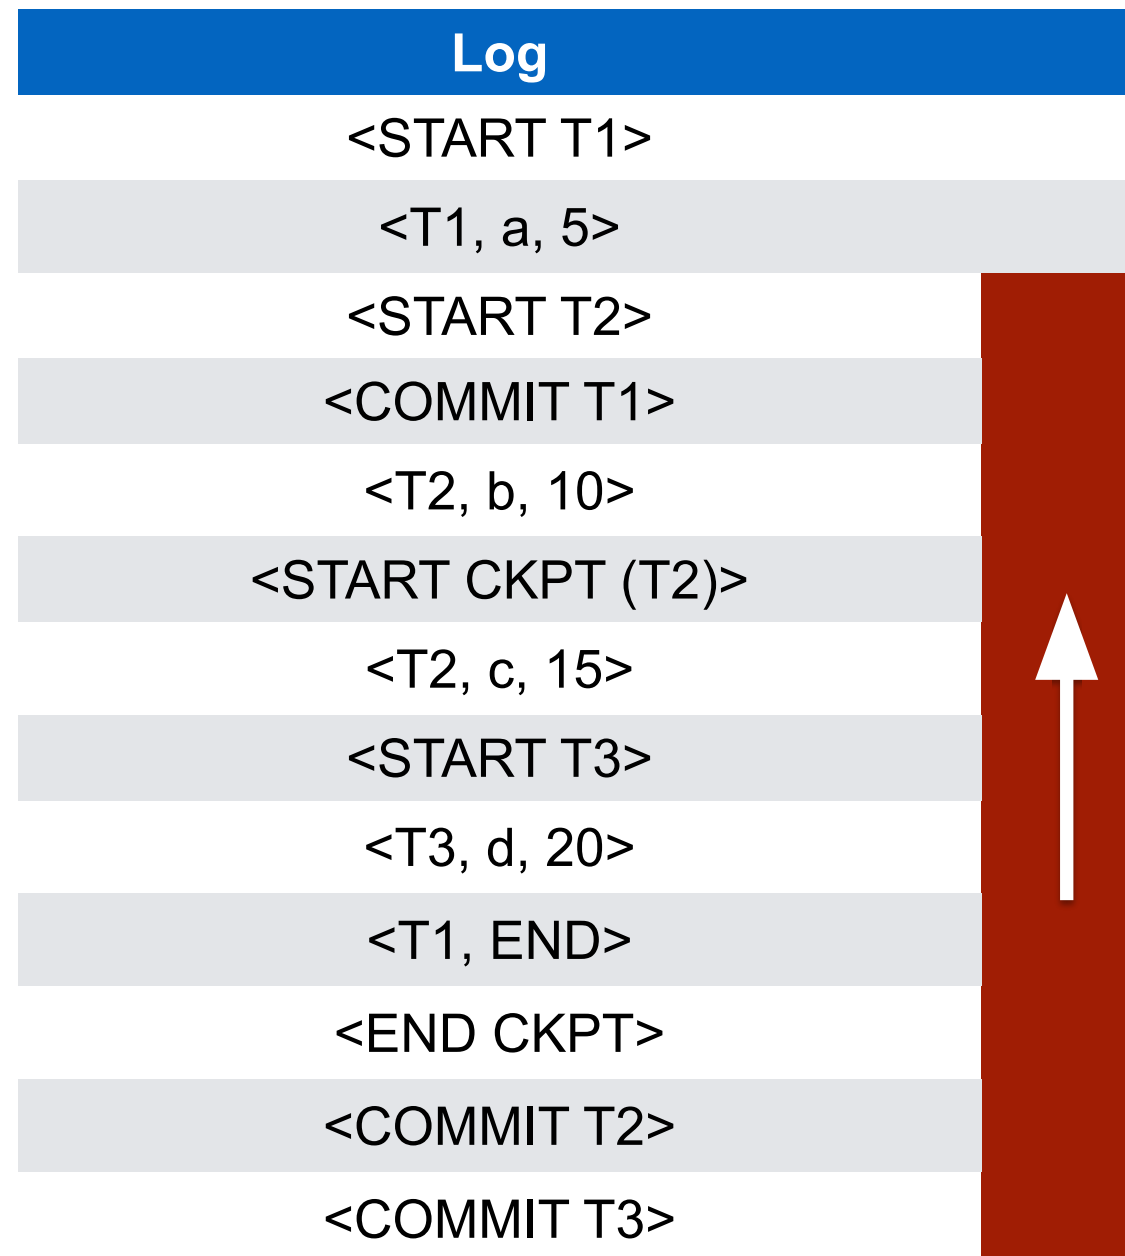 Log
<START T1>
<T1, a, 5>
<START T2>
<COMMIT T1>
<T2, b, 10>
<START CKPT (T2)>
<T2, c, 15>
<START T3>
<T3, d, 20>
<T1, END>
<END CKPT>
<COMMIT T2>
<COMMIT T3>